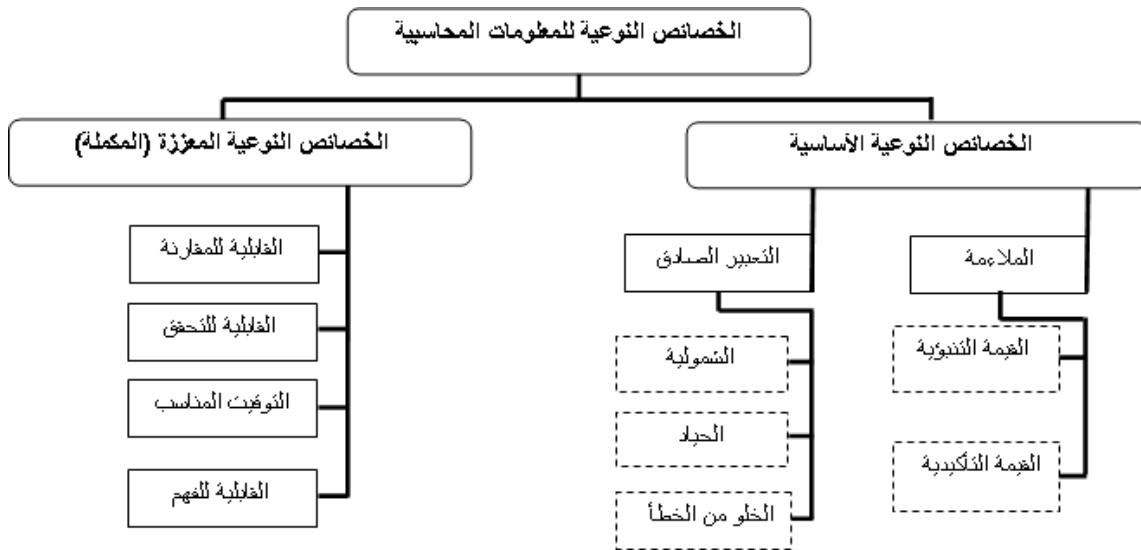 الخصائص النوعية للمعلومات المحاسبية
الخصائص النوعية الأساسية
الخصائص النوعية المعززة (المكملة)
الملاءمة
القيمة التنبؤية
القيمة التأكيدية
التعبير الصادق
الشمولية
الحياد
الخلو من الخطأ
القابلية للمقارنة
القابلية للتحقق
التوقيت المناسب
القابلية للفهم